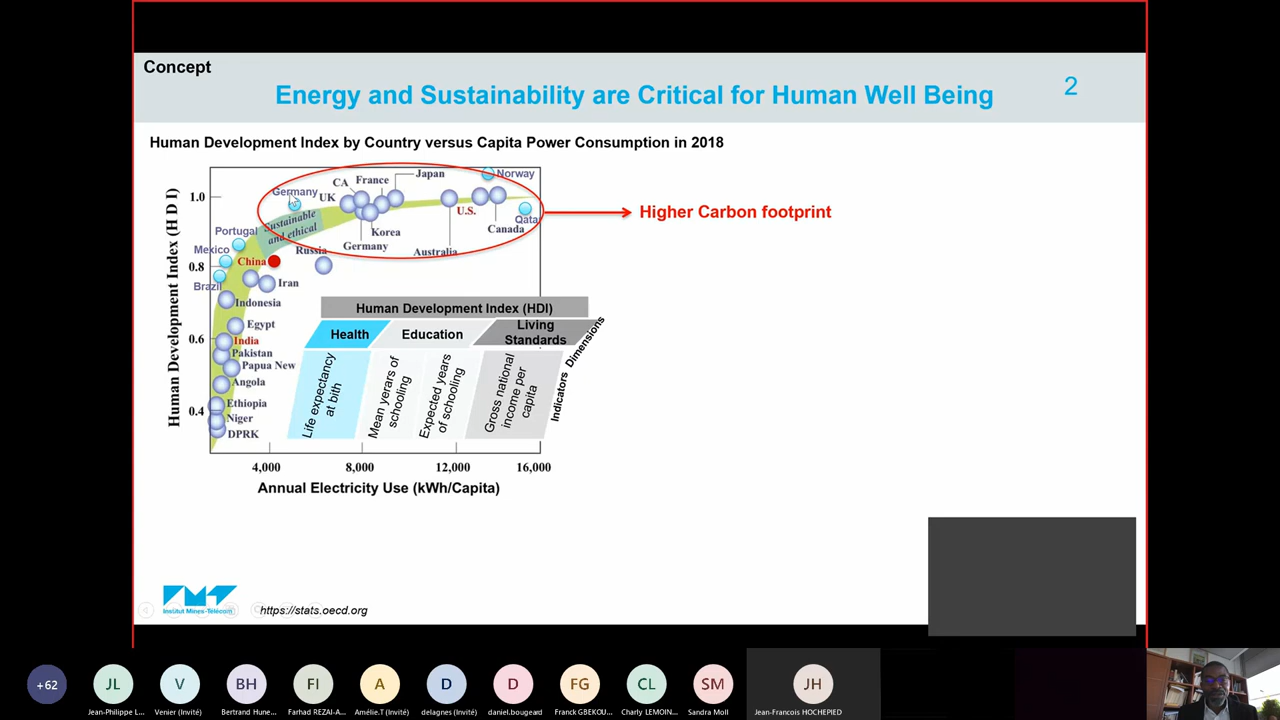 Concept
Energy and Sustainability are Critical for Human Well Being
2
Human Development Index by Country versus Capita Power Consumption in 2018
Human Development Index (H D I)
1.0
0.8
0.6
0.4
Germany
UK
CA
France
Japan
Norway
Sustainable
and ethical
Portugal
Mexico
China
Brazil
Russia
Germany
Korea
Australia
U.S.
Canada
Qata
Iran
Indonesia
Egypt
India
Pakistan
Papua New
Angola
Ethiopia
Niger
DPRK
Higher Carbon footprint
Human Development Index (HDI)
Health
Education
Living
Standards
Dimensions
Life expectancy
at bith
Mean yerars of
schooling
Expected years
of schooling
Gross national
income per
capita
Indicators
4,000
8,000
12,000
16,000
Annual Electricity Use (kWh/Capita)
Institut Mines-Télécom
https://stats.oecd.org
+62
JL
V
BH
FI
A
D
D
FG
CL
SM
JH
Jean-Philippe L...
Venier (Invité)
Bertrand Hune...
Farhad REZAI-A...
Amélie.T (Invité)
delagnes (Invité)
daniel.bougeard
Franck GBEKOU...
Charly LEMOIN...
Sandra Moll
Jean-Francois HOCHEPIED